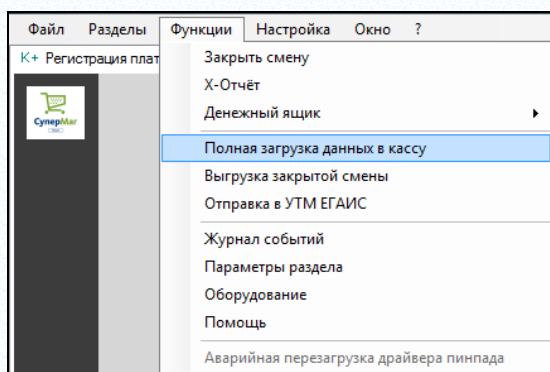 Файл Разделы Функции Настройка Окно ?
К+ Регистрация плат
СуперМаг
Закрыть смену
Х-Отчёт
Денежный ящик
Полная загрузка данных в кассу
Выгрузка закрытой смены
Отправка в УТМ ЕГАИС
Журнал событий
Параметры раздела
Оборудование
Помощь
Аварийная перезагрузка драйвера пинпада